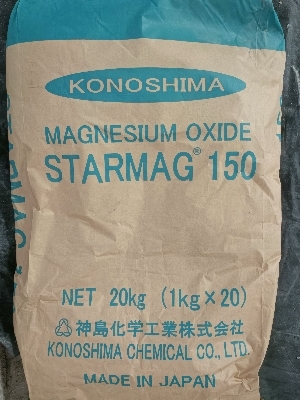 KONOSHIMA
MAGNESIUM OXIDE
STARMAG® 150
NET 20kg (1kg×20)
神島化学工業株式会社
KONOSHIMA CHEMICAL CO., LTD.
MADE IN JAPAN